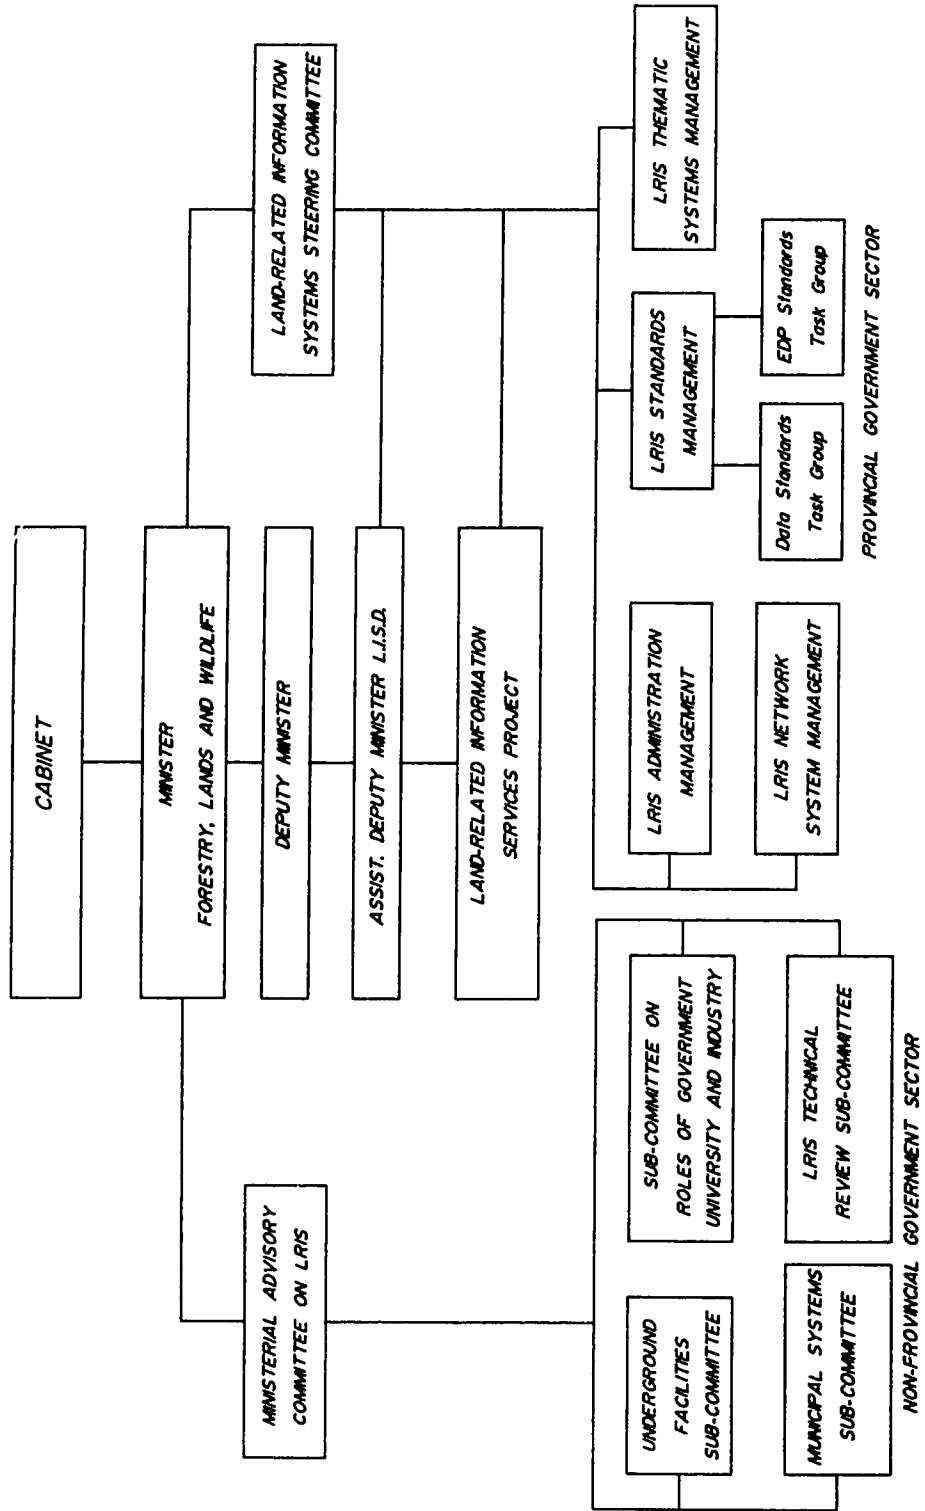 CABINET
MINISTER
FORESTRY, LANDS AND WILDLIFE
DEPUTY MINISTER
ASSIST. DEPUTY MINISTER L.I.S.D.
LAND-RELATED INFORMATION
SERVICES PROJECT
MINISTERIAL ADVISORY
COMMITTEE ON LRIS
LAND-RELATED INFORMATION
SYSTEMS STEERING COMMITTEE
UNDERGROUND
FACILITIES
SUB-COMMITTEE
SUB-COMMITTEE ON
ROLES OF GOVERNMENT
UNIVERSITY AND INDUSTRY
MUNICIPAL SYSTEMS
SUB-COMMITTEE
LRIS TECHNICAL
REVIEW SUB-COMMITTEE
NON-FROVINCIAL GOVERNMENT SECTOR
LRIS ADMINISTRATION
MANAGEMENT
LRIS NETWORK
SYSTEM MANAGEMENT
LRIS STANDARDS
MANAGEMENT
LRIS THEMATIC
SYSTEMS MANAGEMENT
Data Standards
Task Group
EDP Standards
Task Group
PROVINCIAL GOVERNMENT SECTOR